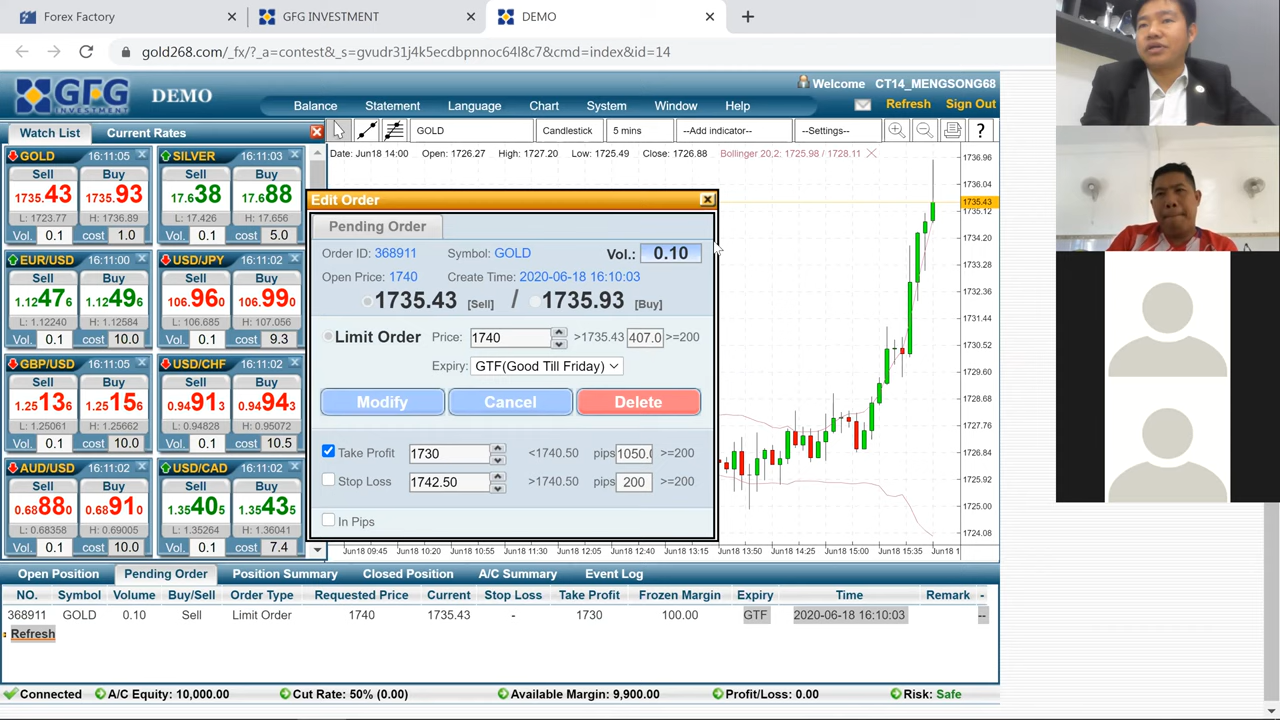 Forex Factory
GFG INVESTMENT
DEMO
gold268.com/_fx/?_a=contest&_s=gvudr31j4k5ecdbpnnoc64l8c7&cmd=index&id=14
GFG INVESTMENT DEMO
Welcome CT14_MENGSONG68
Balance Statement Language Chart System Window Help
Refresh Sign Out
Watch List Current Rates
GOLD Candlestick 5 mins --Add indicator-- --Settings-- ?
Date: Jun18 14:00 Open: 1726.27 High: 1727.20 Low: 1725.49 Close: 1726.88 Bollinger 20,2: 1725.98 / 1728.11
GOLD 16:11:05
Sell Buy
1735.43 1735.93
L: 1723.77 H: 1736.89
Vol. 0.1 cost 1.0
SILVER 16:11:03
Sell Buy
17.638 17.688
L: 17.426 H: 17.656
Vol. 0.1 cost 5.0
EUR/USD 16:11:00
Sell Buy
1.12476 1.12496
L: 1.12240 H: 1.12584
Vol. 0.1 cost 10.0
USD/JPY 16:11:02
Sell Buy
106.960 106.990
L: 106.685 H: 107.056
Vol. 0.1 cost 9.3
GBP/USD 16:11:05
Sell Buy
1.25136 1.25156
L: 1.25061 H: 1.25662
Vol. 0.1 cost 10.0
USD/CHF 16:11:02
Sell Buy
0.94913 0.94943
L: 0.94828 H: 0.95072
Vol. 0.1 cost 10.5
AUD/USD 16:11:02
Sell Buy
0.68880 0.68910
L: 0.68358 H: 0.69005
Vol. 0.1 cost 10.0
USD/CAD 16:11:02
Sell Buy
1.35405 1.35435
L: 1.35264 H: 1.36041
Vol. 0.1 cost 7.4
Edit Order
Pending Order
Order ID: 368911 Symbol: GOLD Vol.: 0.10
Open Price: 1740 Create Time: 2020-06-18 16:10:03
1735.43 [Sell] / 1735.93 [Buy]
Limit Order Price: 1740 >1735.43 407.0 >=200
Expiry: GTF(Good Till Friday)
Modify Cancel Delete
Take Profit 1730 <1740.50 pips 1050.0 >=200
Stop Loss 1742.50 >1740.50 pips 200 >=200
In Pips
1736.96
1736.04
1735.43
1735.12
1734.20
1733.28
1732.36
1731.44
1730.52
1729.60
1728.68
1727.76
1726.84
1725.92
1725.00
1724.08
Jun18 09:45 Jun18 10:20 Jun18 10:55 Jun18 11:30 Jun18 12:05 Jun18 12:40 Jun18 13:15 Jun18 13:50 Jun18 14:25 Jun18 15:00 Jun18 15:35 Jun18 1
Open Position Pending Order Position Summary Closed Position A/C Summary Event Log
NO. Symbol Volume Buy/Sell Order Type Requested Price Current Stop Loss Take Profit Frozen Margin Expiry Time Remark -
368911 GOLD 0.10 Sell Limit Order 1740 1735.43 - 1730 100.00 GTF 2020-06-18 16:10:03 --
Refresh
Connected A/C Equity: 10,000.00 Cut Rate: 50% (0.00) Available Margin: 9,900.00 Profit/Loss: 0.00 Risk: Safe